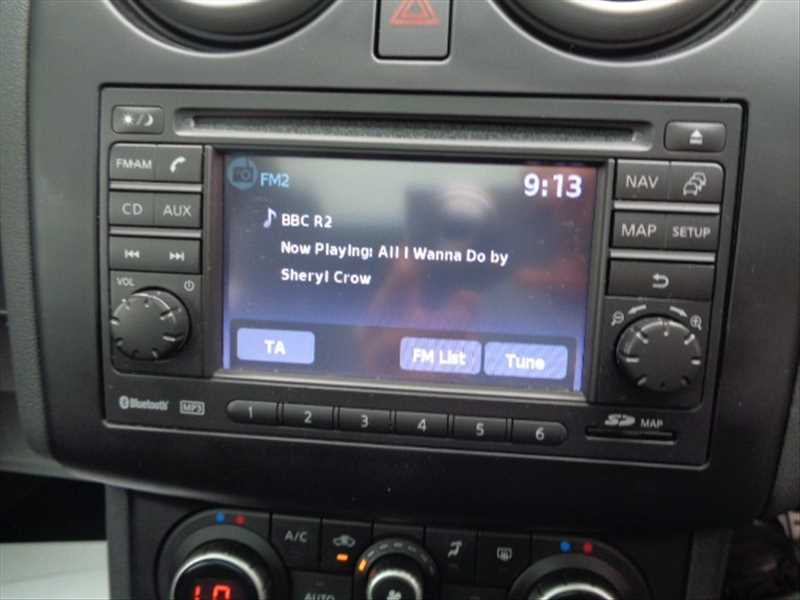 FM2 9:13
BBC R2
Now Playing: All I Wanna Do by
Sheryl Crow
TA FM List Tune
FM·AM
CD AUX
VOL
NAV
MAP SETUP
Bluetooth MP3 1 2 3 4 5 6 SD MAP
A/C
AUTO